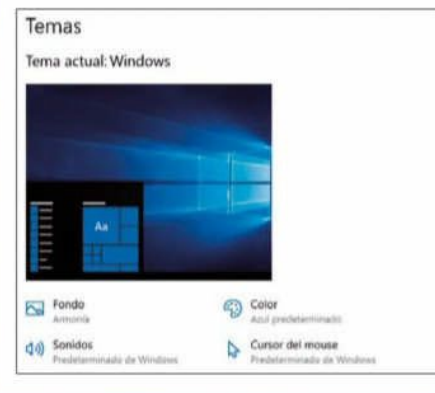 Temas
Tema actual: Windows
Aa
Fondo
Armonía
Color
Azul predeterminado
Sonidos
Predeterminado de Windows
Cursor del mouse
Predeterminado de Windows